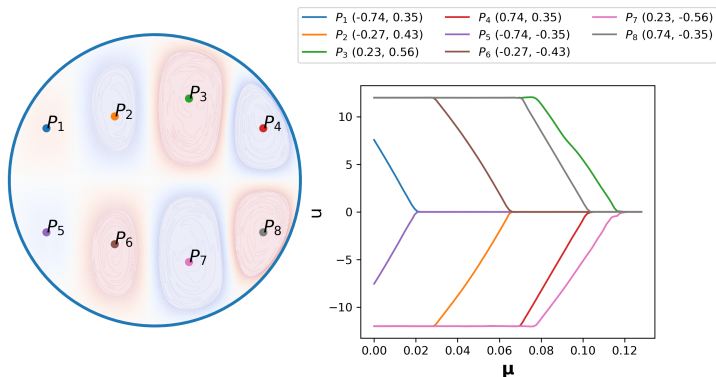 P₁ (-0.74, 0.35) P₄ (0.74, 0.35) P₇ (0.23, -0.56)
P₂ (-0.27, 0.43) P₅ (-0.74, -0.35) P₈ (0.74, -0.35)
P₃ (0.23, 0.56) P₆ (-0.27, -0.43)
P₃
P₂
P₁ P₄
P₅ P₈
P₆
P₇
10
5
0
−5
−10
u
0.00 0.02 0.04 0.06 0.08 0.10 0.12
μ